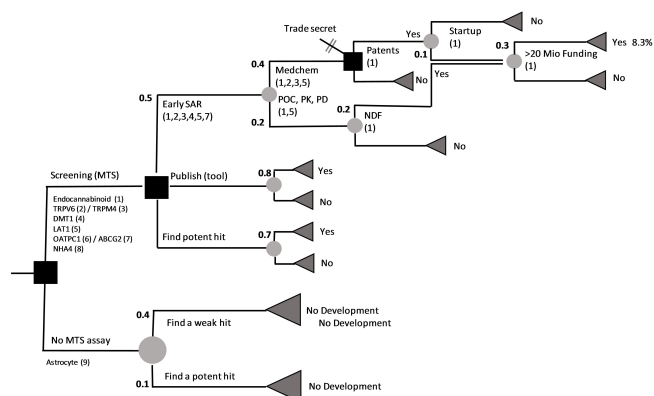 Trade secret
Startup
(1)
No
Yes
0.1
0.3
Yes 8.3%
>20 Mio Funding
(1)
No
Patents
(1)
No
Yes
0.4
Medchem
(1,2,3,5)
POC, PK, PD
(1,5)
0.2
0.2
NDF
(1)
No
0.5
Early SAR
(1,2,3,4,5,7)
Screening (MTS)
Endocannabinoid (1)
TRPV6 (2) / TRPM4 (3)
DMT1 (4)
LAT1 (5)
OATPC1 (6) / ABCG2 (7)
NHA4 (8)
Publish (tool)
0.8
Yes
No
Find potent hit
0.7
Yes
No
No MTS assay
Astrocyte (9)
0.4
Find a weak hit
No Development
No Development
0.1
Find a potent hit
No Development